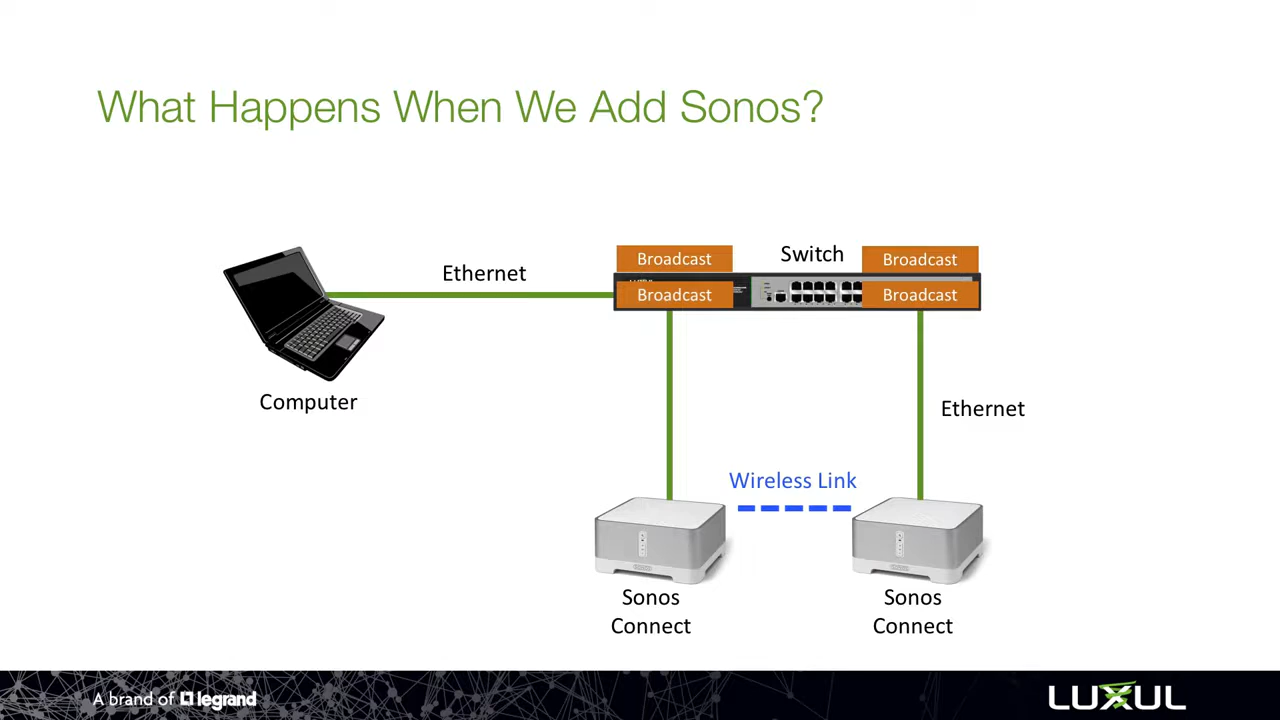 What Happens When We Add Sonos?
Broadcast
Switch
Broadcast
Ethernet
Broadcast
Broadcast
Computer
Ethernet
Wireless Link
Sonos
Connect
Sonos
Connect
A brand of legrand
LUXUL